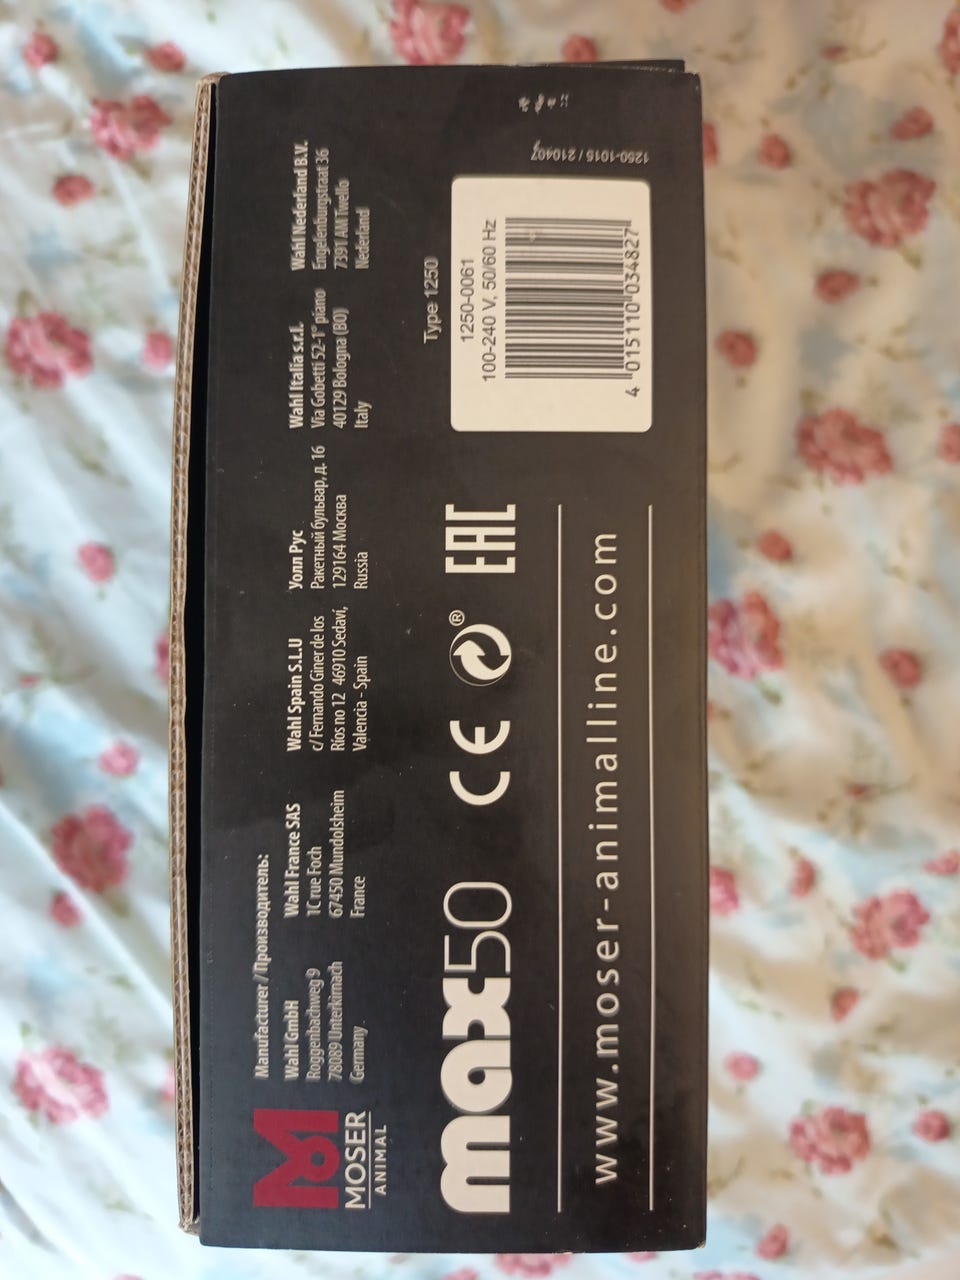 MOSER
ANIMAL
Manufacturer / Производитель:
Wahl GmbH
Roggenbachweg 9
78089 Unterkirnach
Germany
Wahl France SAS
1C rue Foch
67450 Mundolsheim
France
Wahl Spain S.L.U
c/ Fernando Giner de los
Ríos no 12 46910 Sedaví,
Valencia - Spain
Уолл Рус
Ракетный бульвар, д. 16
129164 Москва
Russia
Wahl Italia s.r.l.
Via Gobetti 52-1° piano
40129 Bologna (BO)
Italy
Wahl Nederland B.V.
Engelenburgstraat 36
7391 AM Twello
Nederland
max50
CE
®
EAC
Type 1250
1250-0061
100-240 V, 50/60 Hz
4 015110 034827
www.moser-animalline.com
1250-1015 / 210407